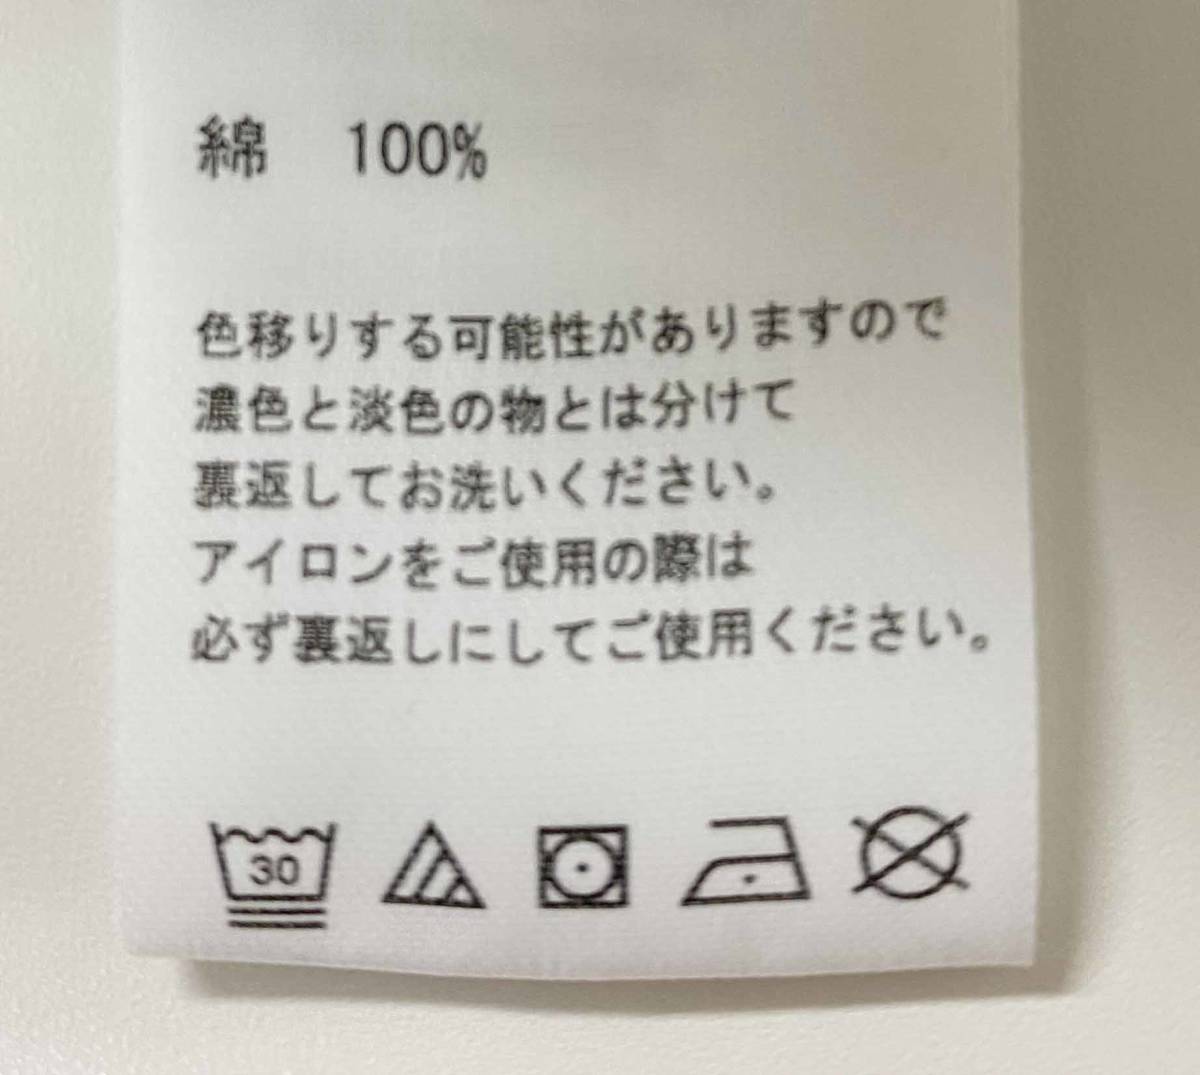 綿　100%
色移りする可能性がありますので
濃色と淡色の物とは分けて
裏返してお洗いください。
アイロンをご使用の際は
必ず裏返しにしてご使用ください。
30